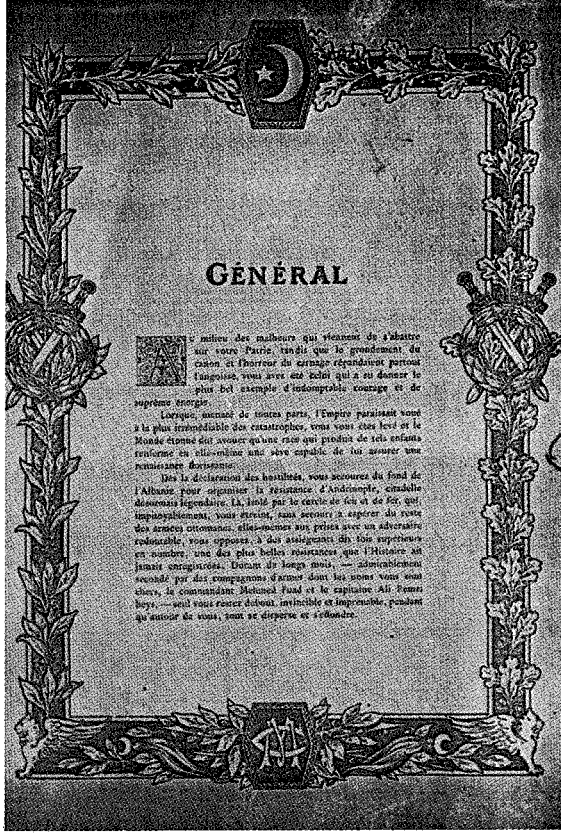 GÉNÉRAL
Au milieu des malheurs qui viennent de s'abattre
sur votre Patrie, tandis que le grondement du
canon et l'horreur du carnage répandaient partout
l'angoisse, vous avez été celui qui a su donner le
plus bel exemple d'indomptable courage et de
suprême énergie.
Lorsque, menacé de toutes parts, l'Empire paraissait voué
à la plus irrémédiable des catastrophes, vous vous êtes levé et le
Monde étonné dut avouer qu'une race qui produit de tels enfants
renferme en elle-même une sève capable de lui assurer une
renaissance florissante.
Dès la déclaration des hostilités, vous accourez du fond de
l'Albanie pour organiser la résistance d'Andrinople, citadelle
désormais légendaire. Là, isolé par le cercle de feu et de fer, qui,
impitoyablement, vous étreint, sans secours à espérer du reste
des armées ottomanes, elles-mêmes aux prises avec un adversaire
redoutable, vous opposez, à des assiégeants dix fois supérieurs
en nombre, une des plus belles résistances que l'Histoire ait
jamais enregistrées. Durant de longs mois, — admirablement
secondé par des compagnons d'armes dont les noms vous sont
chers, le commandant Mehmed Fuad et le capitaine Ali Remzi
beys, — seul vous restez debout, invincible et imprenable, pendant
qu'autour de vous, tout se disperse et s'effondre.